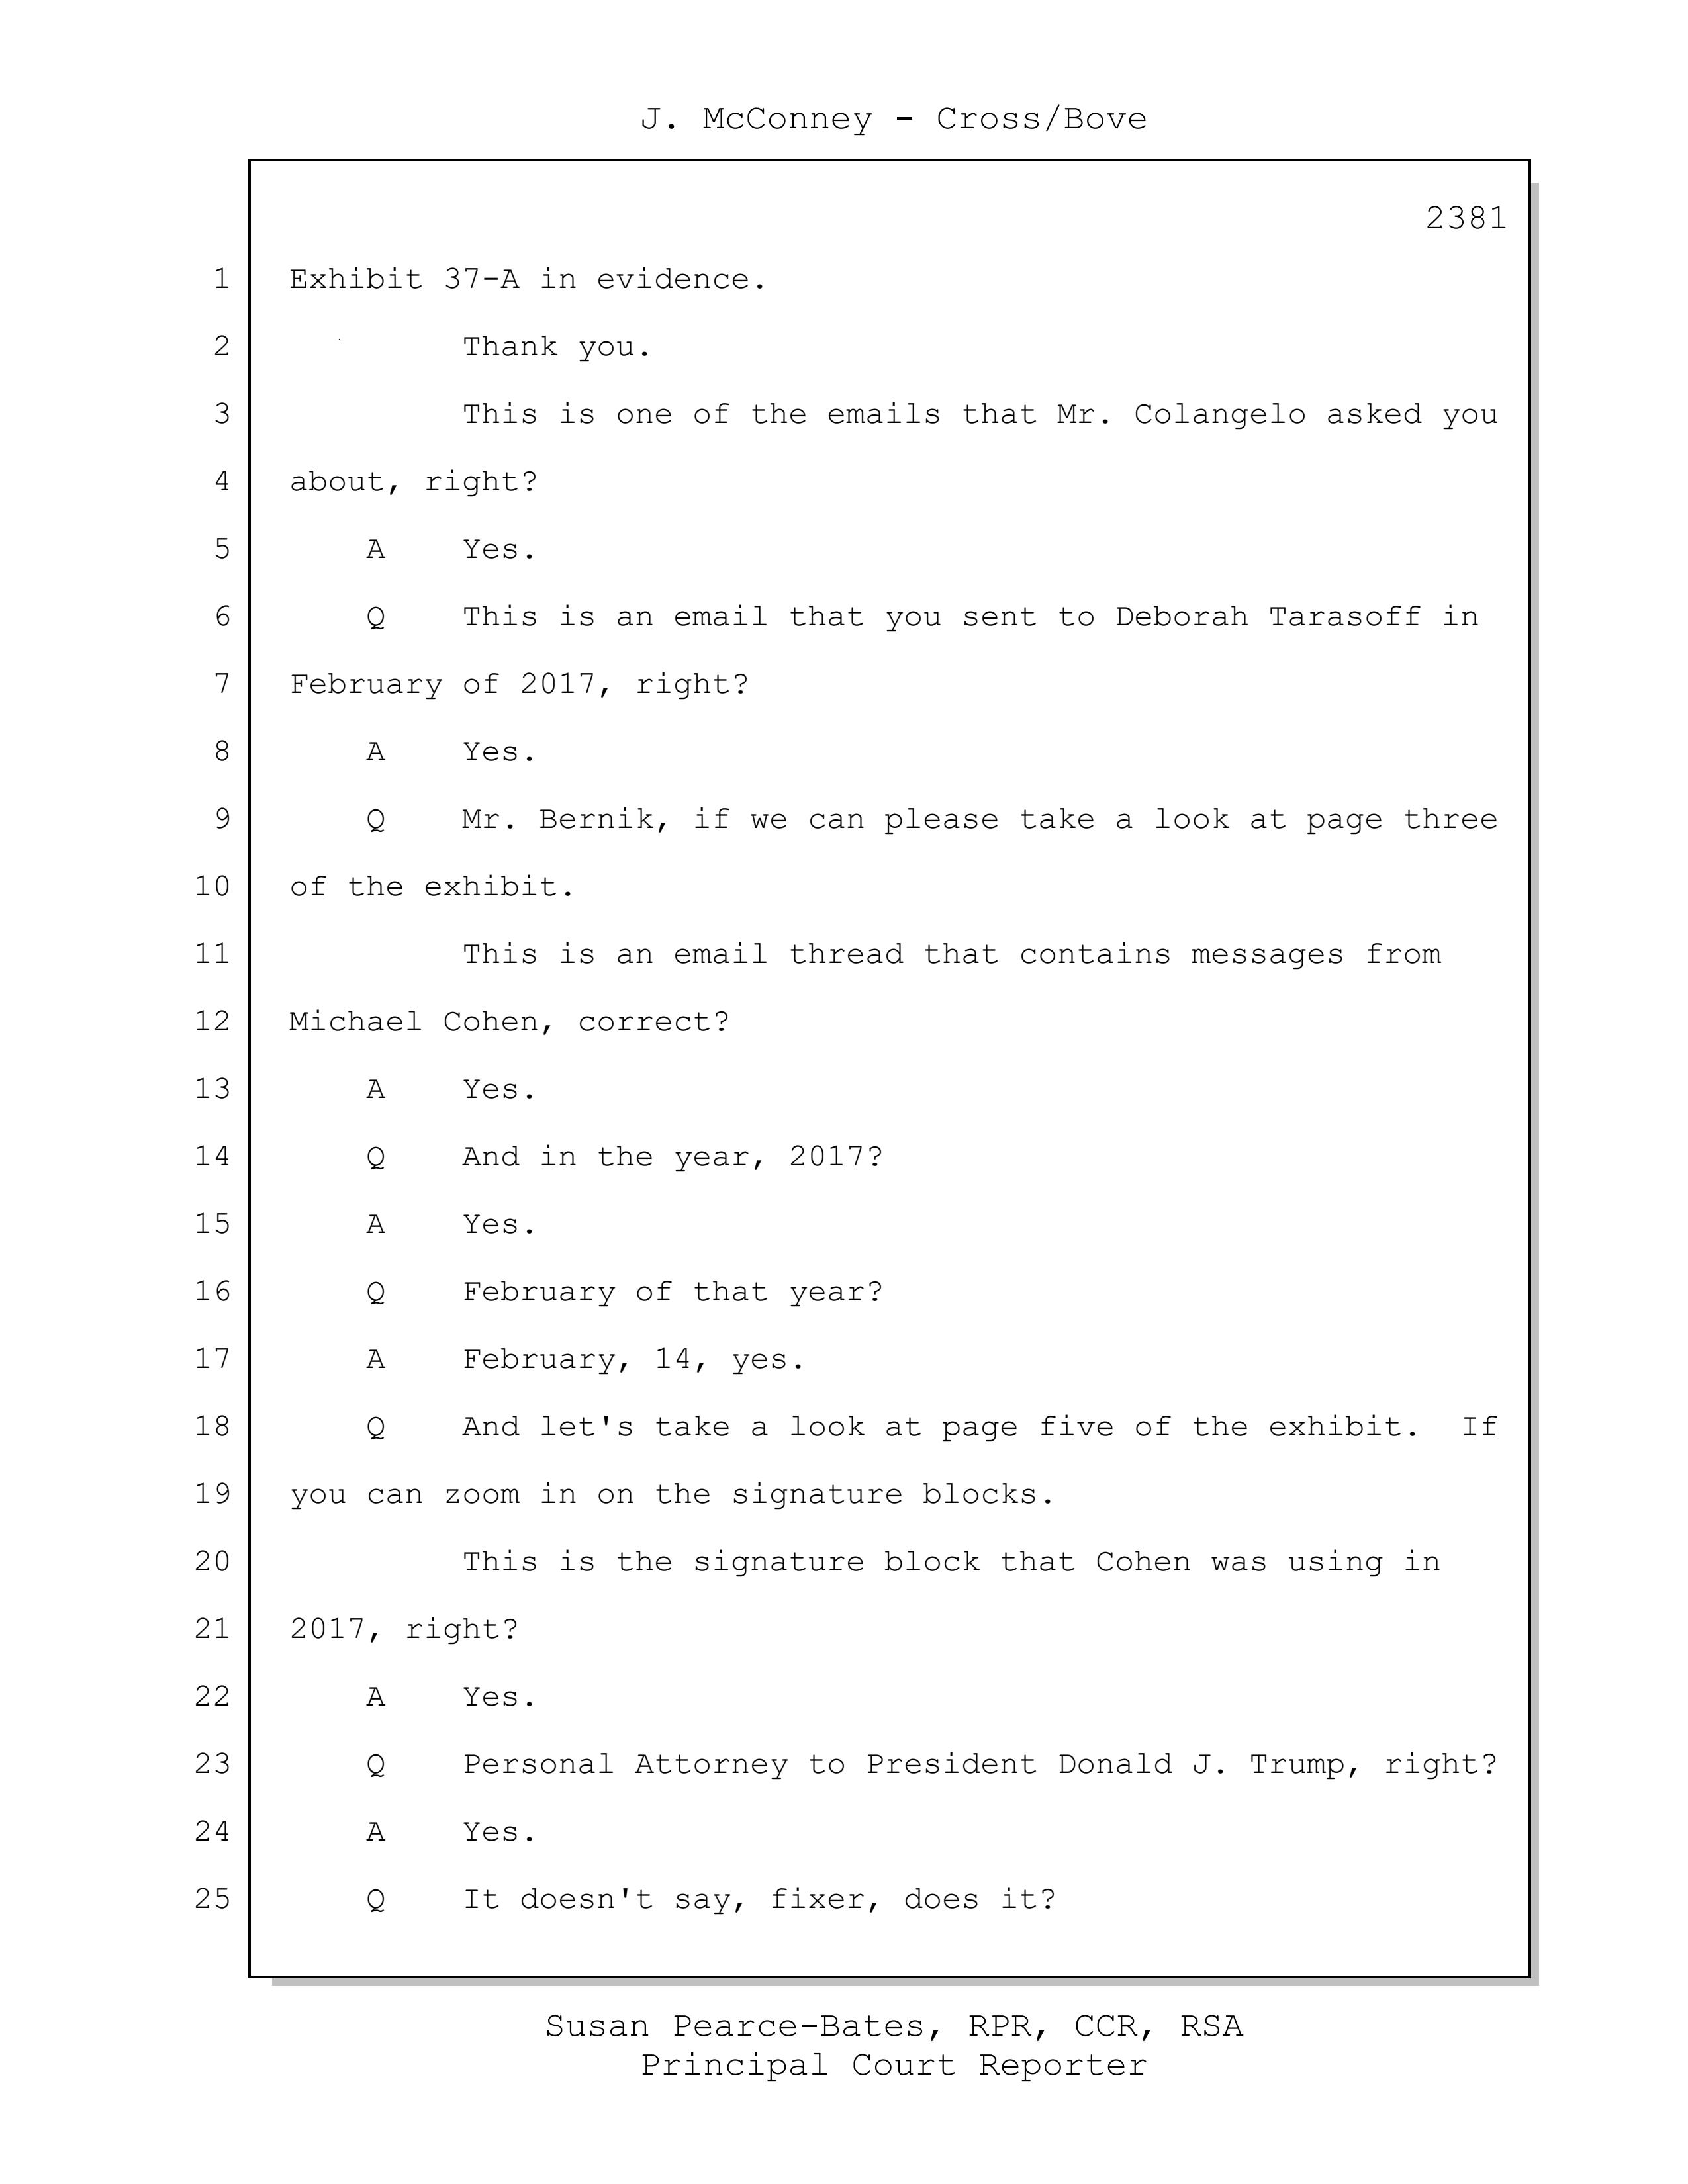 J. McConney - Cross/Bove
2381
1 Exhibit 37-A in evidence.
2 Thank you.
3 This is one of the emails that Mr. Colangelo asked you
4 about, right?
5 A Yes.
6 Q This is an email that you sent to Deborah Tarasoff in
7 February of 2017, right?
8 A Yes.
9 Q Mr. Bernik, if we can please take a look at page three
10 of the exhibit.
11 This is an email thread that contains messages from
12 Michael Cohen, correct?
13 A Yes.
14 Q And in the year, 2017?
15 A Yes.
16 Q February of that year?
17 A February, 14, yes.
18 Q And let's take a look at page five of the exhibit.  If
19 you can zoom in on the signature blocks.
20 This is the signature block that Cohen was using in
21 2017, right?
22 A Yes.
23 Q Personal Attorney to President Donald J. Trump, right?
24 A Yes.
25 Q It doesn't say, fixer, does it?
Susan Pearce-Bates, RPR, CCR, RSA
Principal Court Reporter